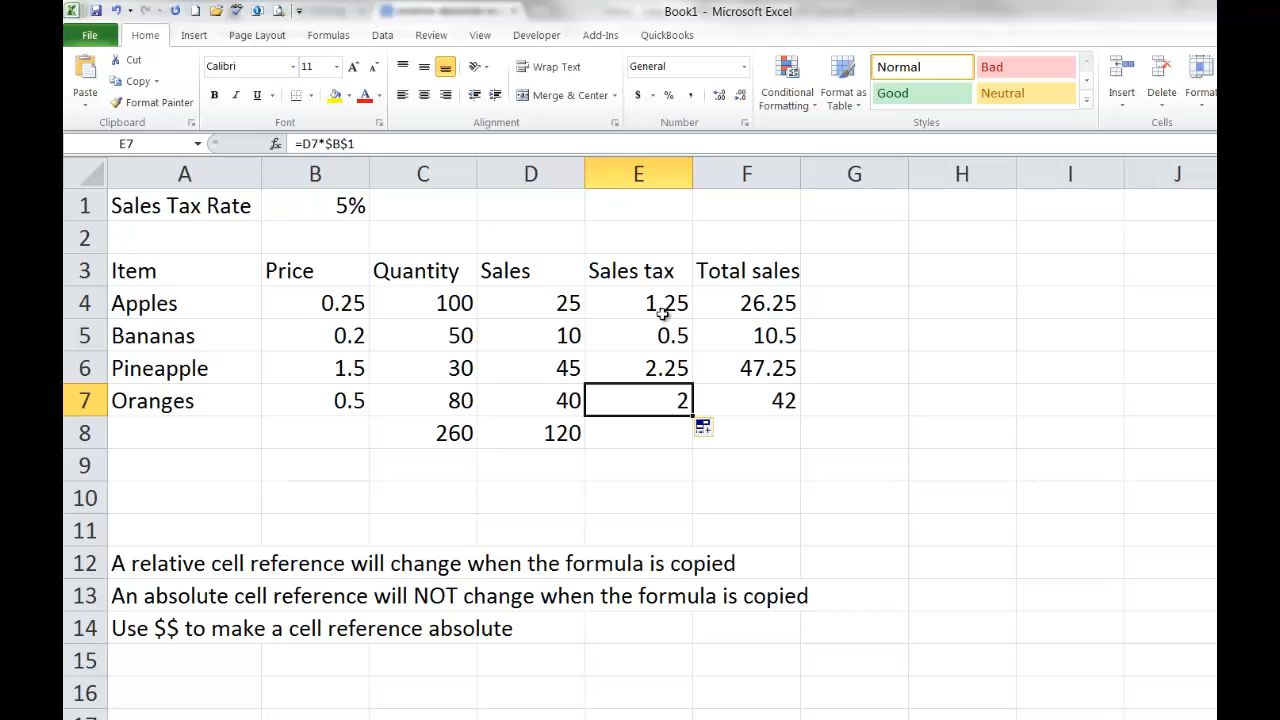 Book1 - Microsoft Excel
File Home Insert Page Layout Formulas Data Review View Developer Add-Ins QuickBooks
Paste Cut Copy Format Painter Clipboard
Calibri 11 A A B I U A Font
Wrap Text Merge & Center Alignment
General $ % , Number
Conditional Formatting Format as Table Normal Bad Good Neutral Styles
Insert Delete Format Cells
E7 fx =D7*$B$1
A B C D E F G H I J
1 Sales Tax Rate 5%
2
3 Item Price Quantity Sales Sales tax Total sales
4 Apples 0.25 100 25 1.25 26.25
5 Bananas 0.2 50 10 0.5 10.5
6 Pineapple 1.5 30 45 2.25 47.25
7 Oranges 0.5 80 40 2 42
8 260 120
9
10
11
12 A relative cell reference will change when the formula is copied
13 An absolute cell reference will NOT change when the formula is copied
14 Use $$ to make a cell reference absolute
15
16